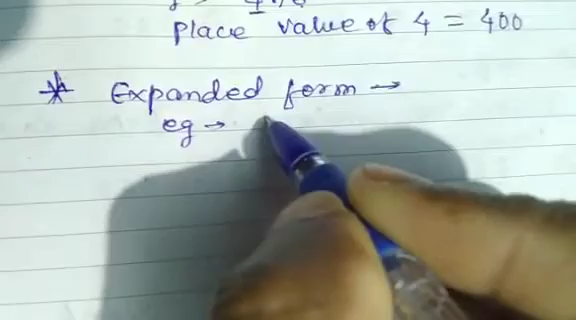 Place value of 4 = 400
* Expanded form →
eg →